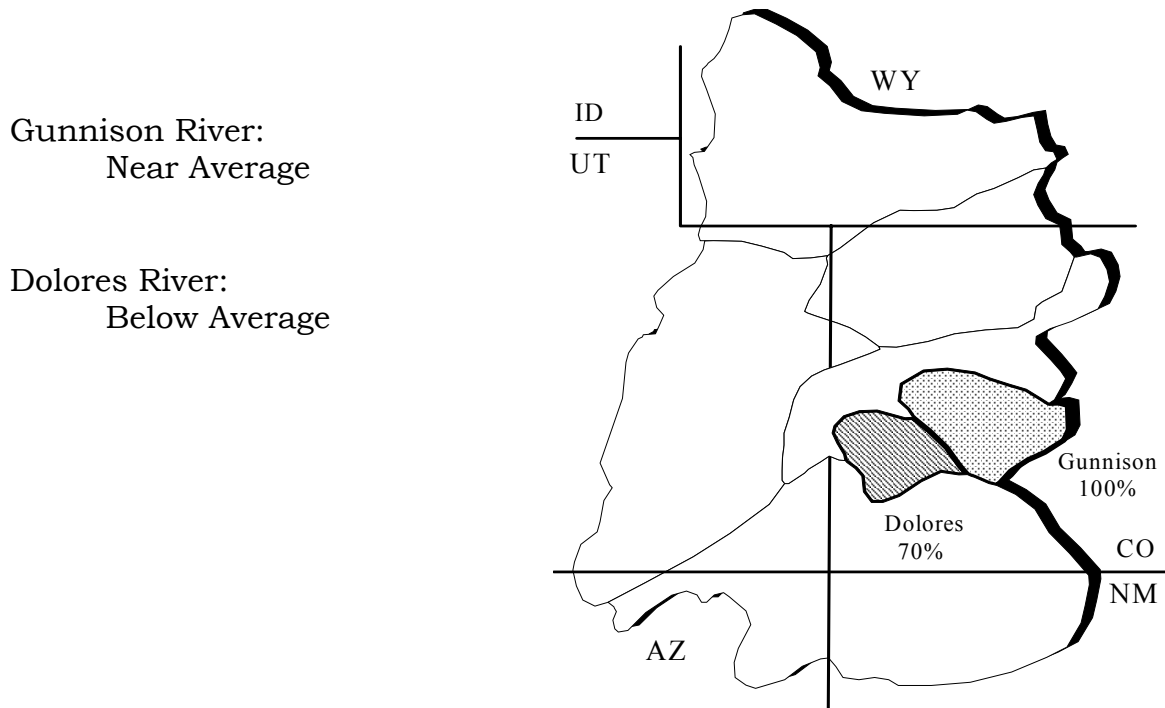 Gunnison River:
Near Average
Dolores River:
Below Average
WY
ID
UT
Gunnison
100%
Dolores
70%
CO
NM
AZ